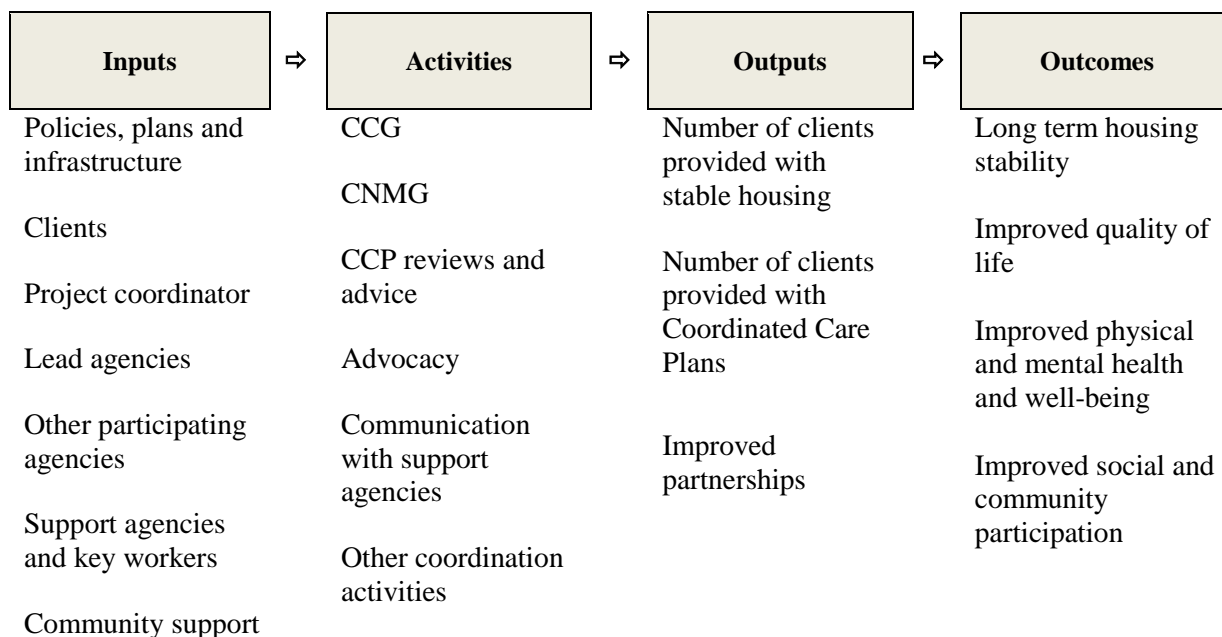 Inputs ⇨ Activities ⇨ Outputs ⇨ Outcomes
Policies, plans and
infrastructure
Clients
Project coordinator
Lead agencies
Other participating
agencies
Support agencies
and key workers
Community support
CCG
CNMG
CCP reviews and
advice
Advocacy
Communication
with support
agencies
Other coordination
activities
Number of clients
provided with
stable housing
Number of clients
provided with
Coordinated Care
Plans
Improved
partnerships
Long term housing
stability
Improved quality of
life
Improved physical
and mental health
and well-being
Improved social and
community
participation